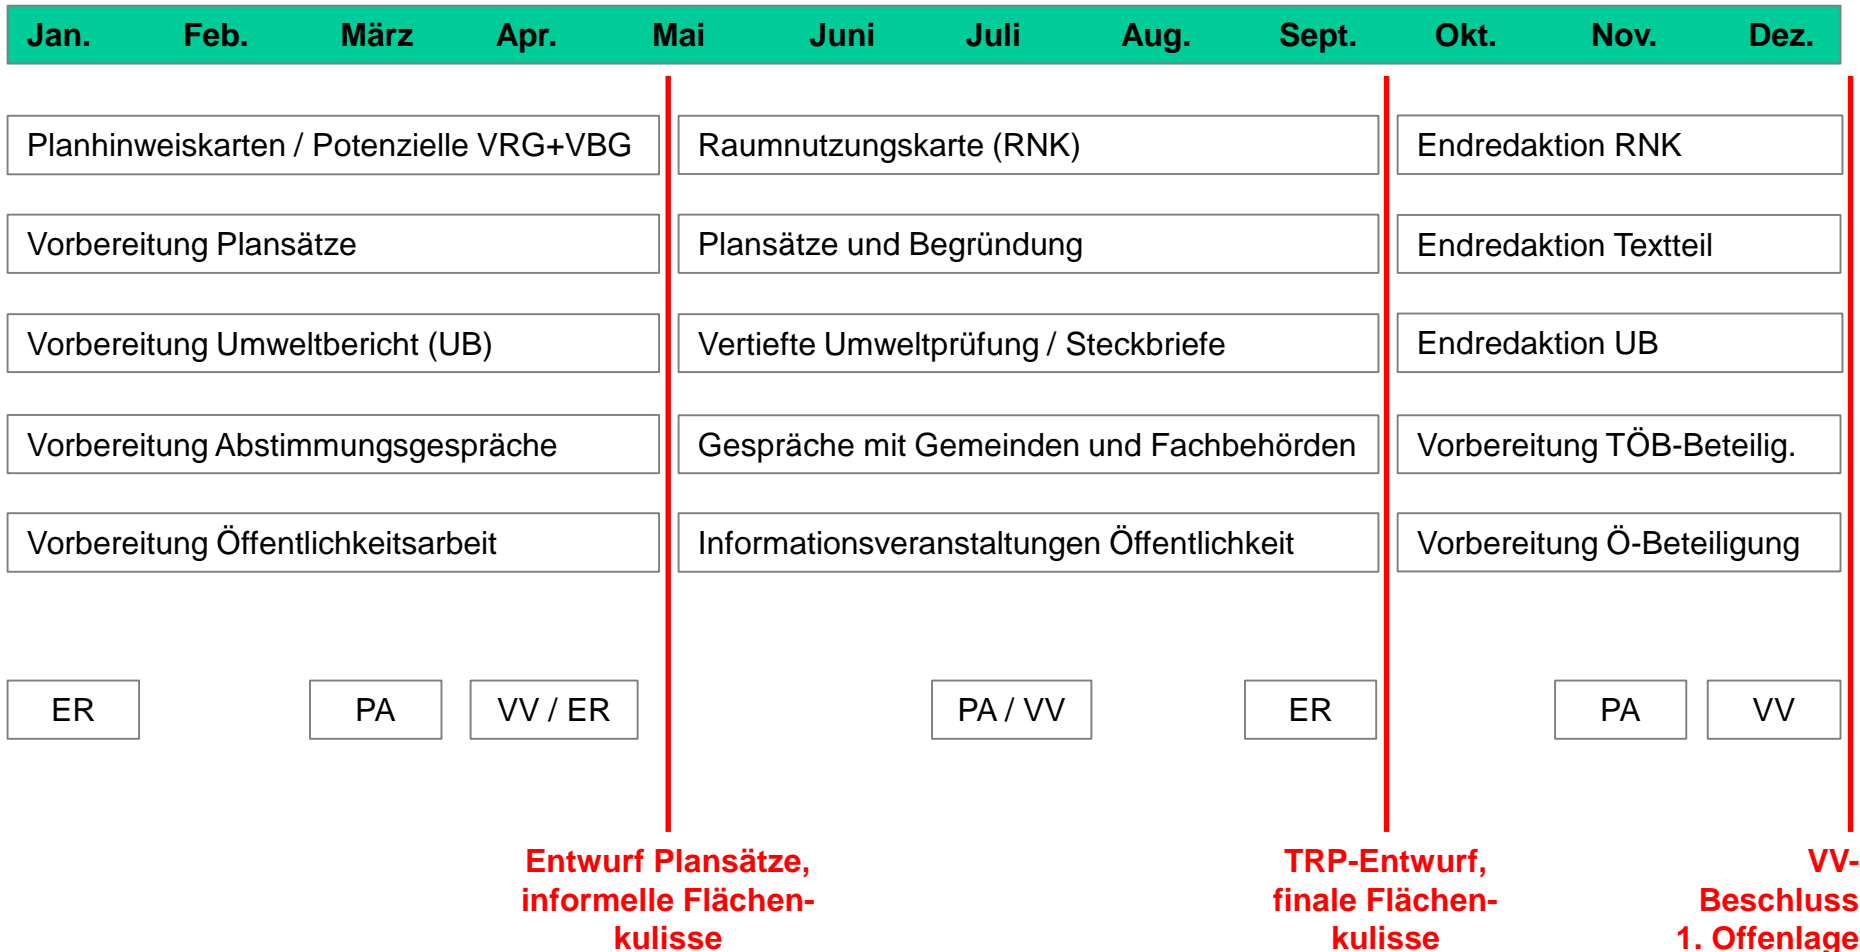 Jan. Feb. März Apr. Mai Juni Juli Aug. Sept. Okt. Nov. Dez.
Planhinweiskarten / Potenzielle VRG+VBG Raumnutzungskarte (RNK) Endredaktion RNK
Vorbereitung Plansätze Plansätze und Begründung Endredaktion Textteil
Vorbereitung Umweltbericht (UB) Vertiefte Umweltprüfung / Steckbriefe Endredaktion UB
Vorbereitung Abstimmungsgespräche Gespräche mit Gemeinden und Fachbehörden Vorbereitung TÖB-Beteilig.
Vorbereitung Öffentlichkeitsarbeit Informationsveranstaltungen Öffentlichkeit Vorbereitung Ö-Beteiligung
ER PA VV / ER PA / VV ER PA VV
Entwurf Plansätze,
informelle Flächen-
kulisse
TRP-Entwurf,
finale Flächen-
kulisse
VV-
Beschluss
1. Offenlage